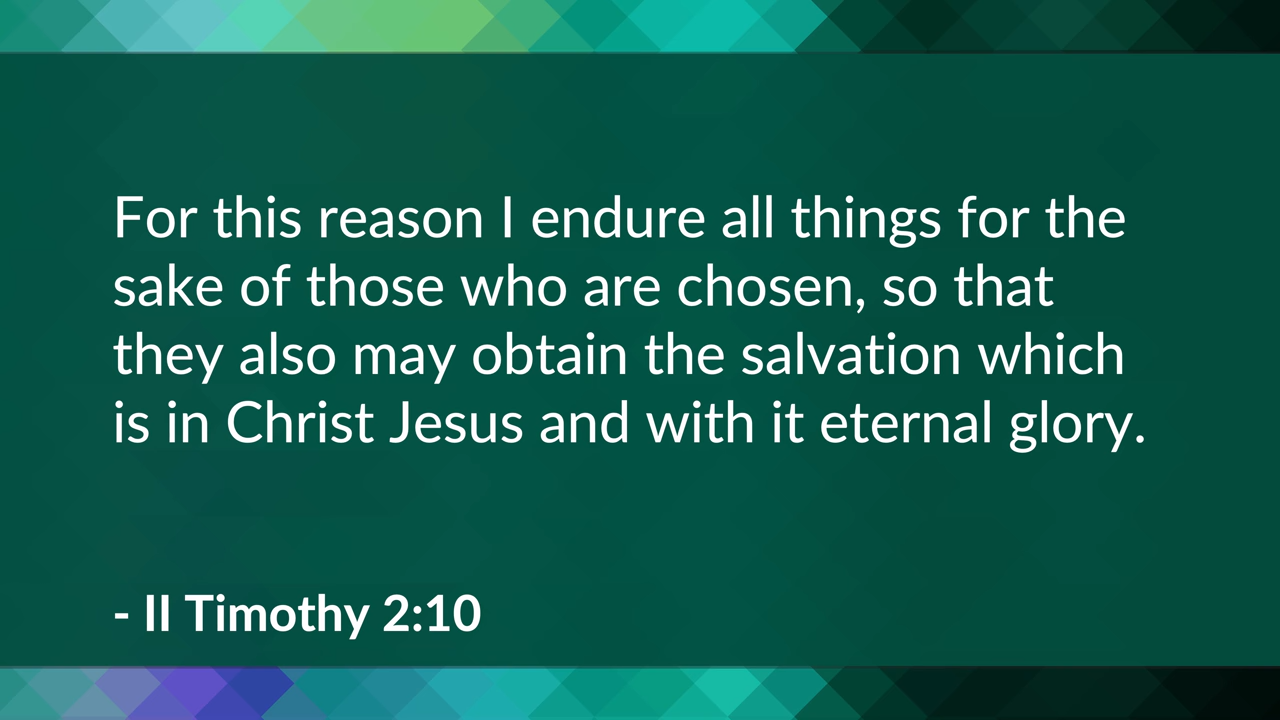 For this reason I endure all things for the
sake of those who are chosen, so that
they also may obtain the salvation which
is in Christ Jesus and with it eternal glory.
- II Timothy 2:10